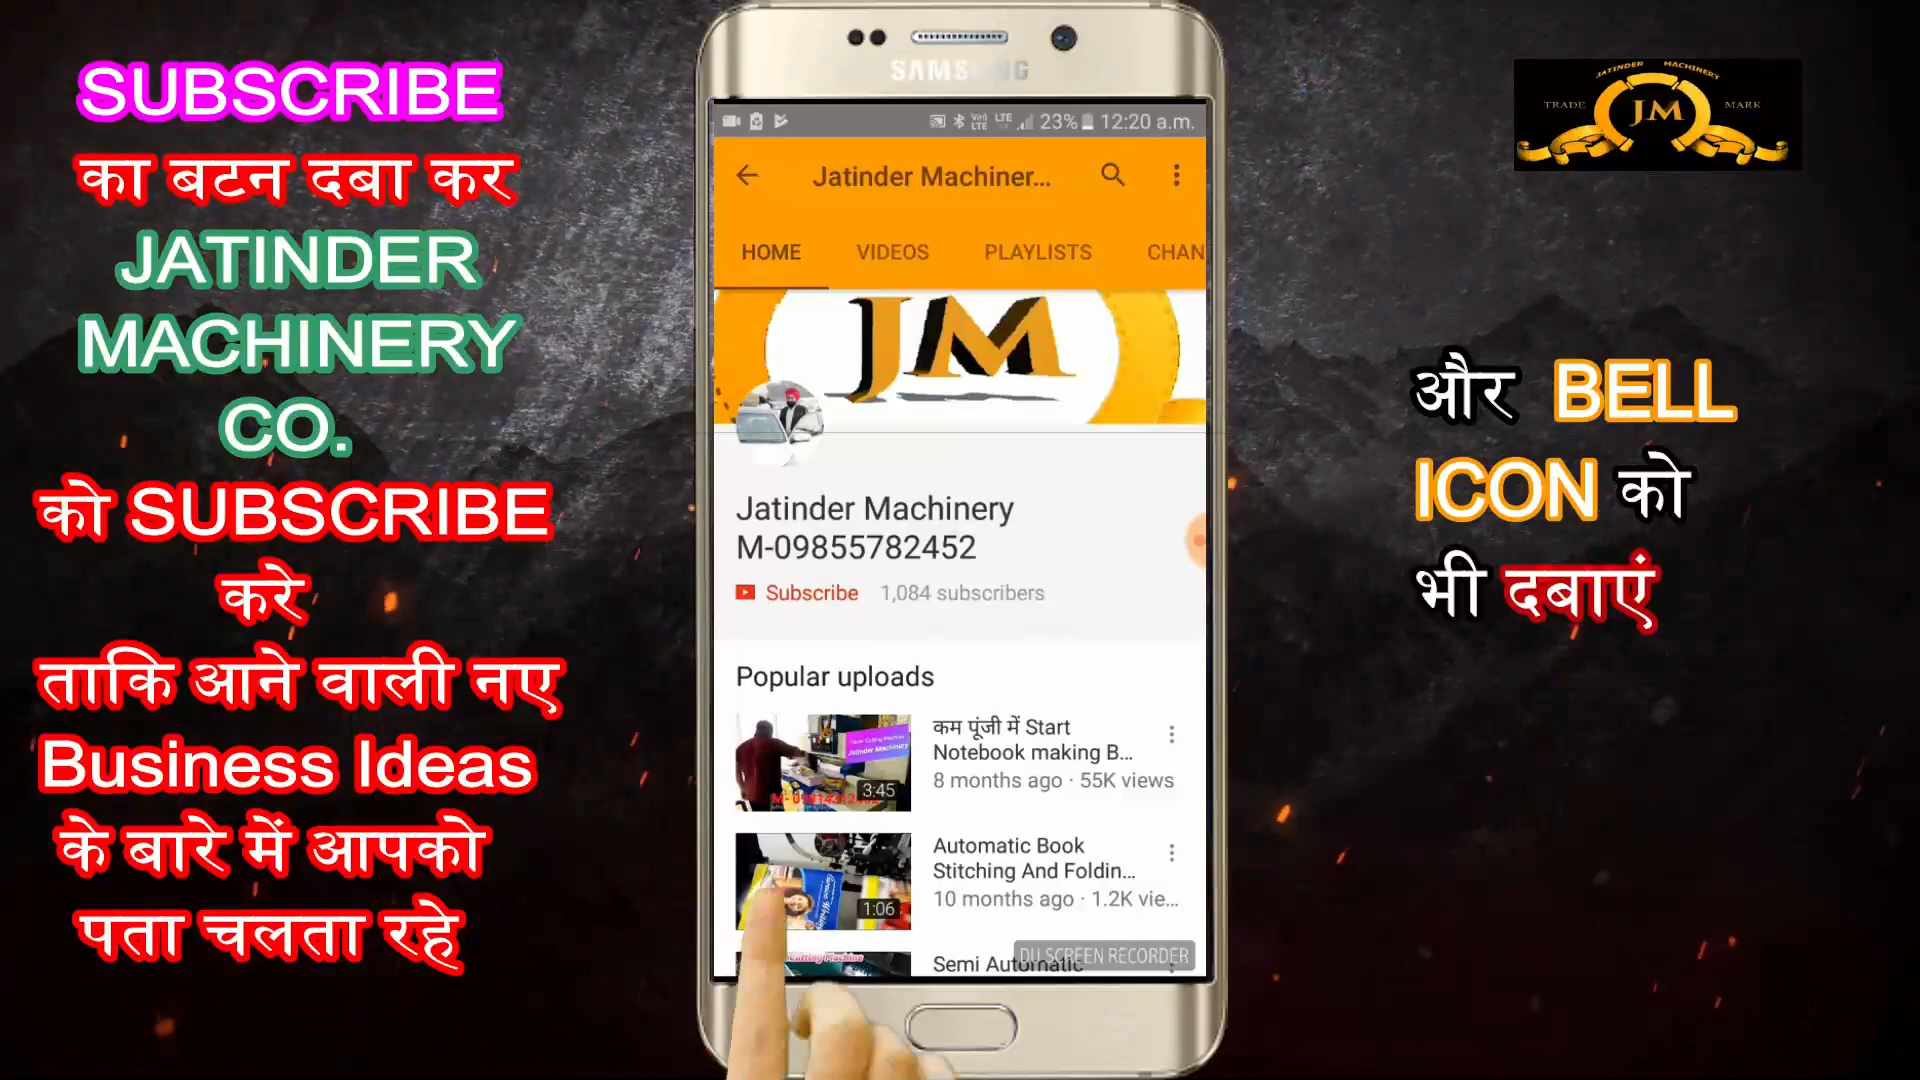 SUBSCRIBE
का बटन दबा कर
JATINDER
MACHINERY
CO.
को SUBSCRIBE
करे
ताकि आने वाली नए
Business Ideas
के बारे में आपको
पता चलता रहे
SAMSUNG
23% 12:20 a.m.
Jatinder Machiner...
HOME VIDEOS PLAYLISTS CHAN
JM
Jatinder Machinery
M-09855782452
Subscribe 1,084 subscribers
Popular uploads
कम पूंजी में Start
Notebook making B...
8 months ago · 55K views
3:45
Jatinder Machinery
Automatic Book
Stitching And Foldin...
10 months ago · 1.2K vie...
1:06
Semi Automatic
DU SCREEN RECORDER
JATINDER MACHINERY
TRADE JM MARK
और BELL
ICON को
भी दबाएं